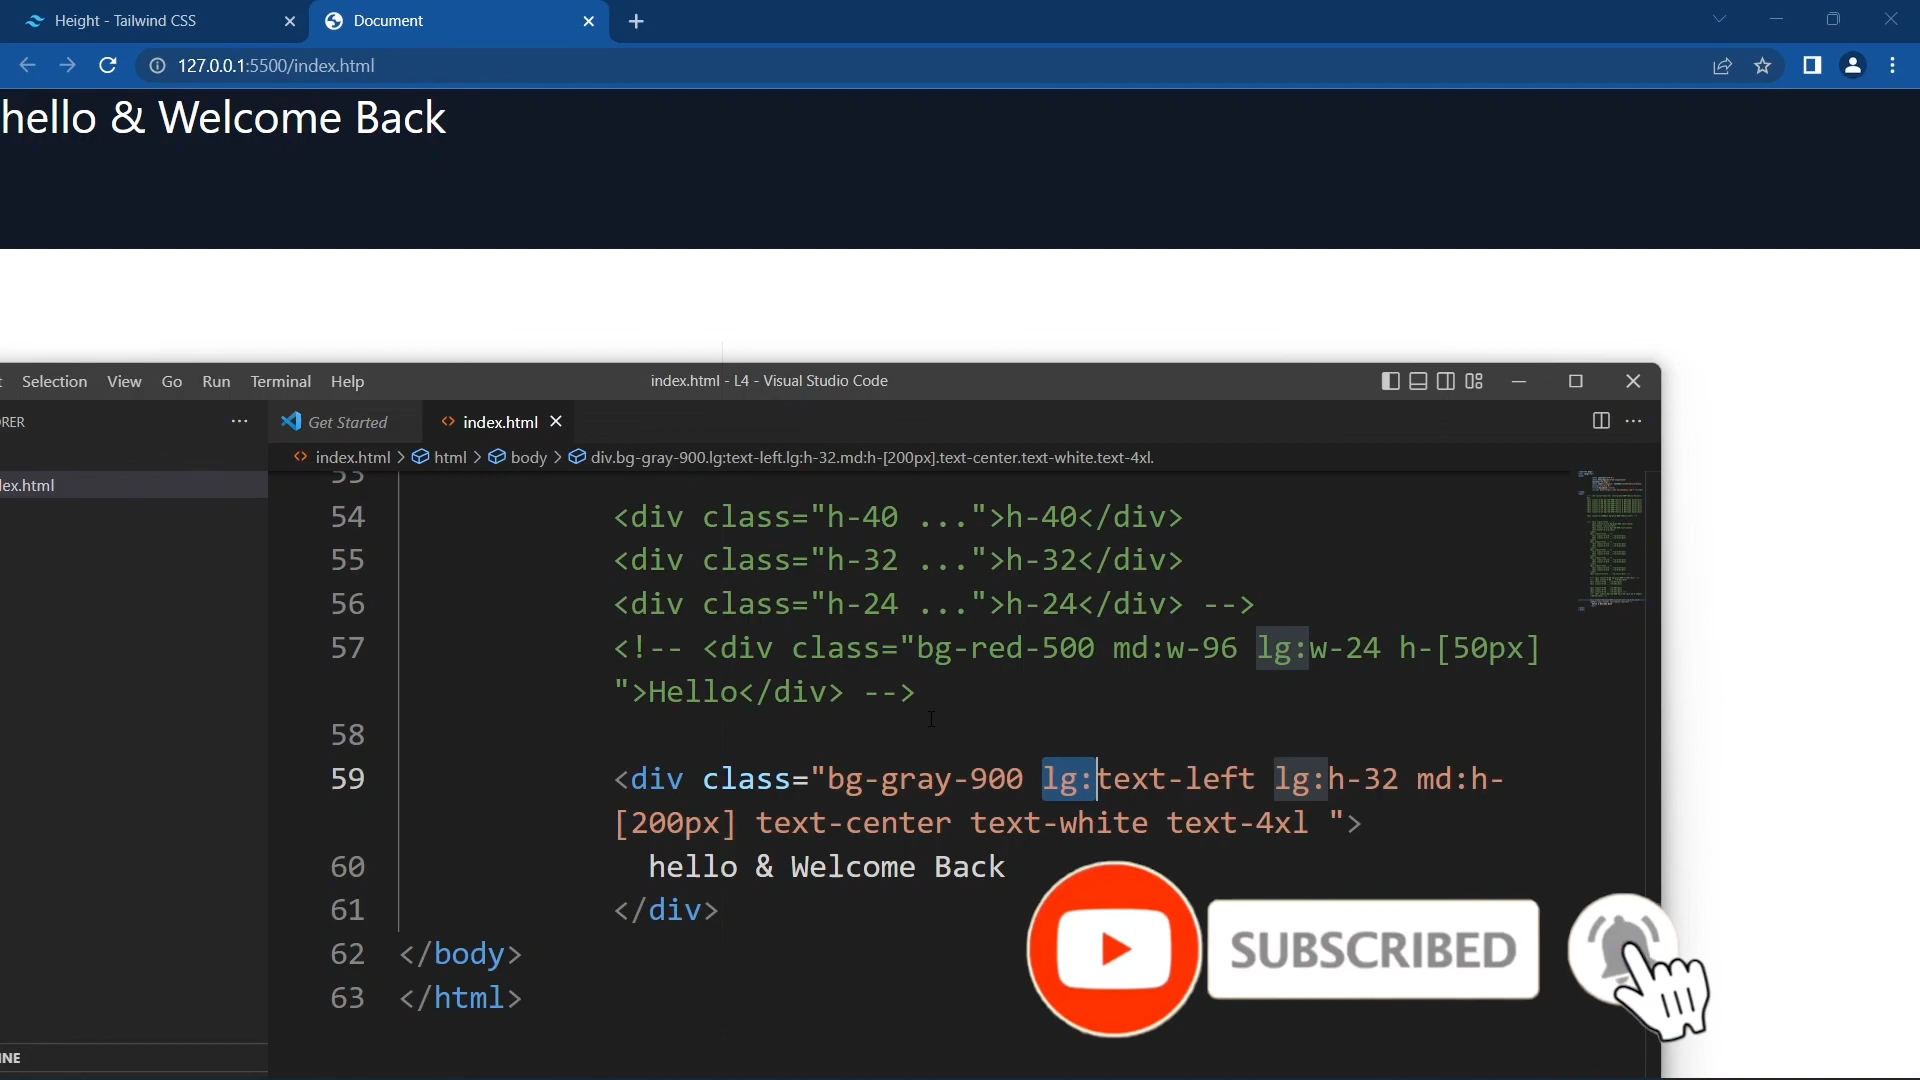 Height - Tailwind CSS
Document
127.0.0.1:5500/index.html
hello & Welcome Back
Selection View Go Run Terminal Help
index.html - L4 - Visual Studio Code
ORER
Get Started
index.html
index.html > html > body > div.bg-gray-900.lg:text-left.lg:h-32.md:h-[200px].text-center.text-white.text-4xl.
dex.html
53
54 <div class="h-40 ...">h-40</div>
55 <div class="h-32 ...">h-32</div>
56 <div class="h-24 ...">h-24</div> -->
57 <!-- <div class="bg-red-500 md:w-96 lg:w-24 h-[50px]
">Hello</div> -->
58
59 <div class="bg-gray-900 lg:text-left lg:h-32 md:h-
[200px] text-center text-white text-4xl ">
60 hello & Welcome Back
61 </div>
62 </body>
63 </html>
SUBSCRIBED
INE